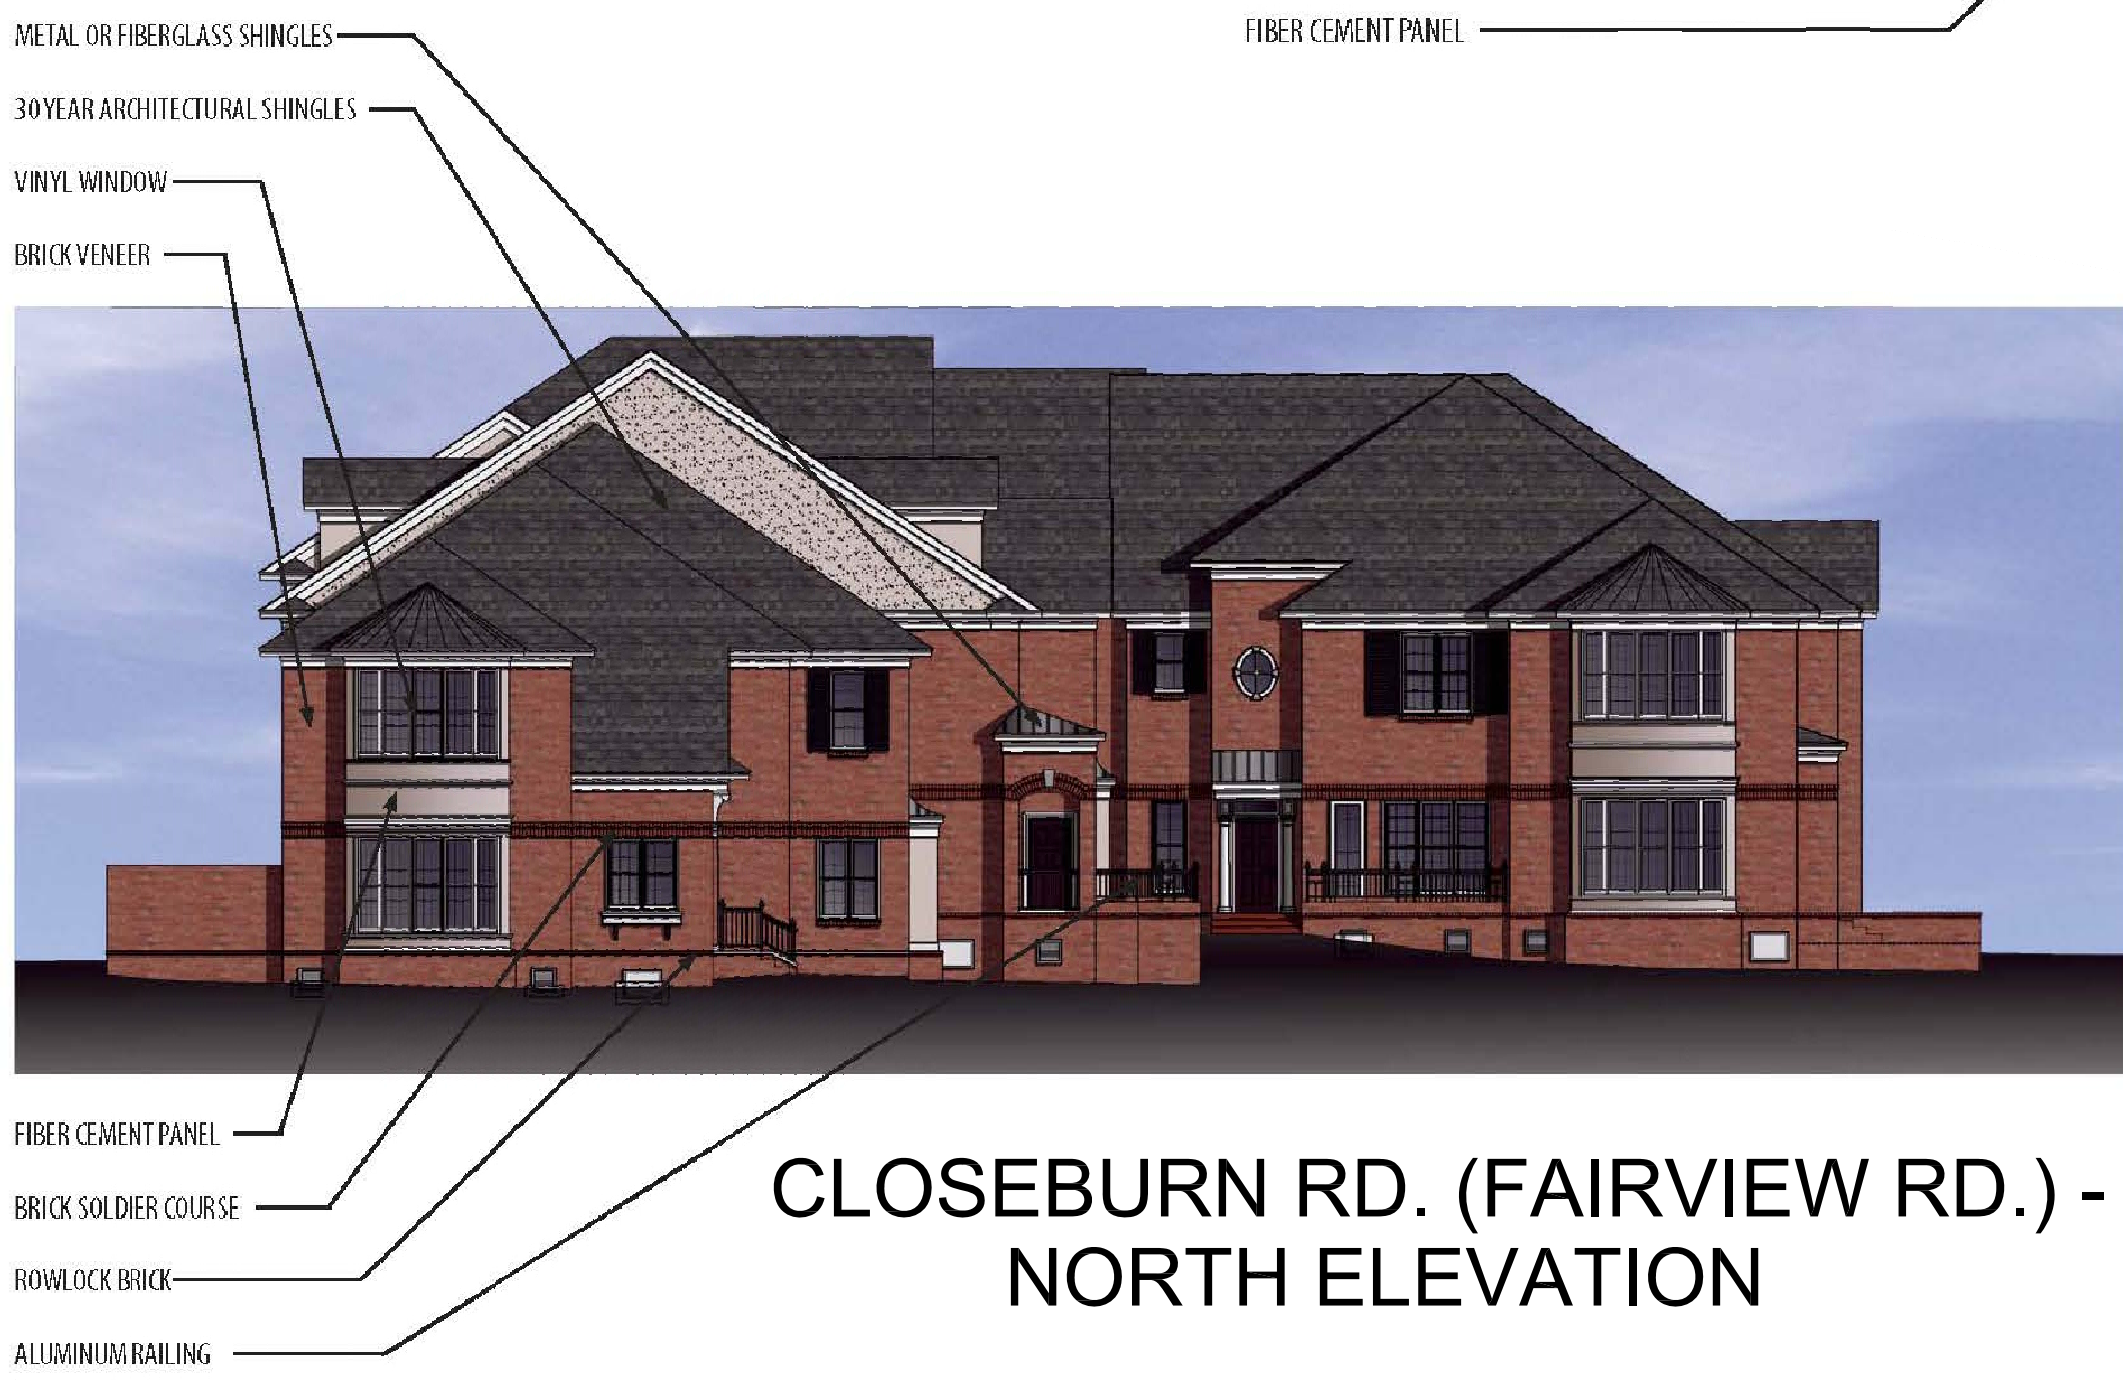 METAL OR FIBERGLASS SHINGLES
FIBER CEMENT PANEL
30 YEAR ARCHITECTURAL SHINGLES
VINYL WINDOW
BRICK VENEER
FIBER CEMENT PANEL
BRICK SOLDIER COURSE
ROWLOCK BRICK
ALUMINUM RAILING
CLOSEBURN RD. (FAIRVIEW RD.) -
NORTH ELEVATION